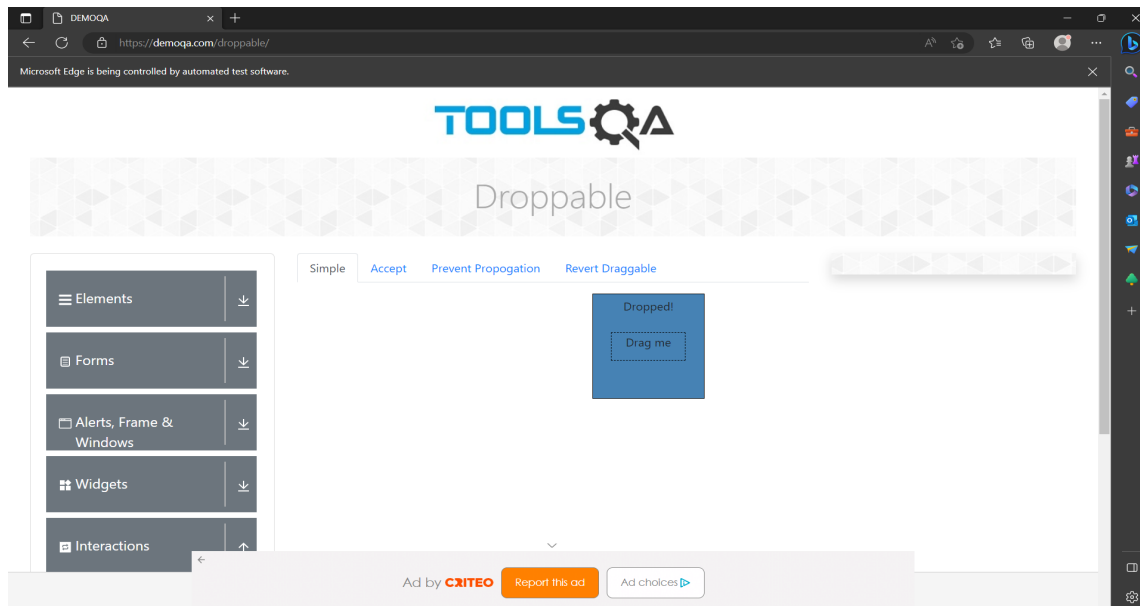 DEMOQA
https://demoqa.com/droppable/
Microsoft Edge is being controlled by automated test software.
TOOLSQA
Droppable
Simple Accept Prevent Propogation Revert Draggable
Dropped!
Drag me
Elements
Forms
Alerts, Frame &
Windows
Widgets
Interactions
Ad by CRITEO Report this ad Ad choices